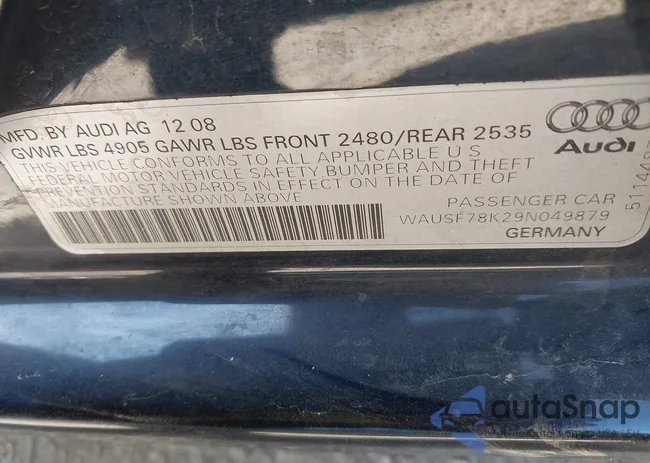 MFD. BY AUDI AG 12 08
GVWR LBS 4905 GAWR LBS FRONT 2480/REAR 2535
THIS VEHICLE CONFORMS TO ALL APPLICABLE U S
FEDERAL MOTOR VEHICLE SAFETY BUMPER AND THEFT
PREVENTION STANDARDS IN EFFECT ON THE DATE OF
MANUFACTURE SHOWN ABOVE
Audi
PASSENGER CAR
WAUSF78K29N049879
GERMANY
autaSnap